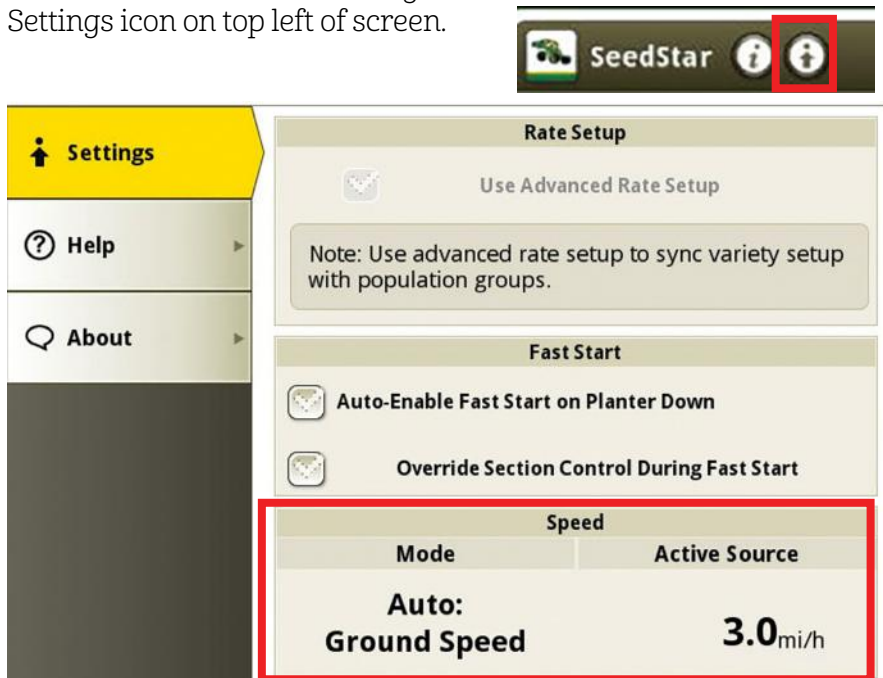 Settings icon on top left of screen.
SeedStar
Settings
Help
About
Rate Setup
Use Advanced Rate Setup
Note: Use advanced rate setup to sync variety setup
with population groups.
Fast Start
Auto-Enable Fast Start on Planter Down
Override Section Control During Fast Start
Speed
Mode Active Source
Auto:
Ground Speed
3.0mi/h